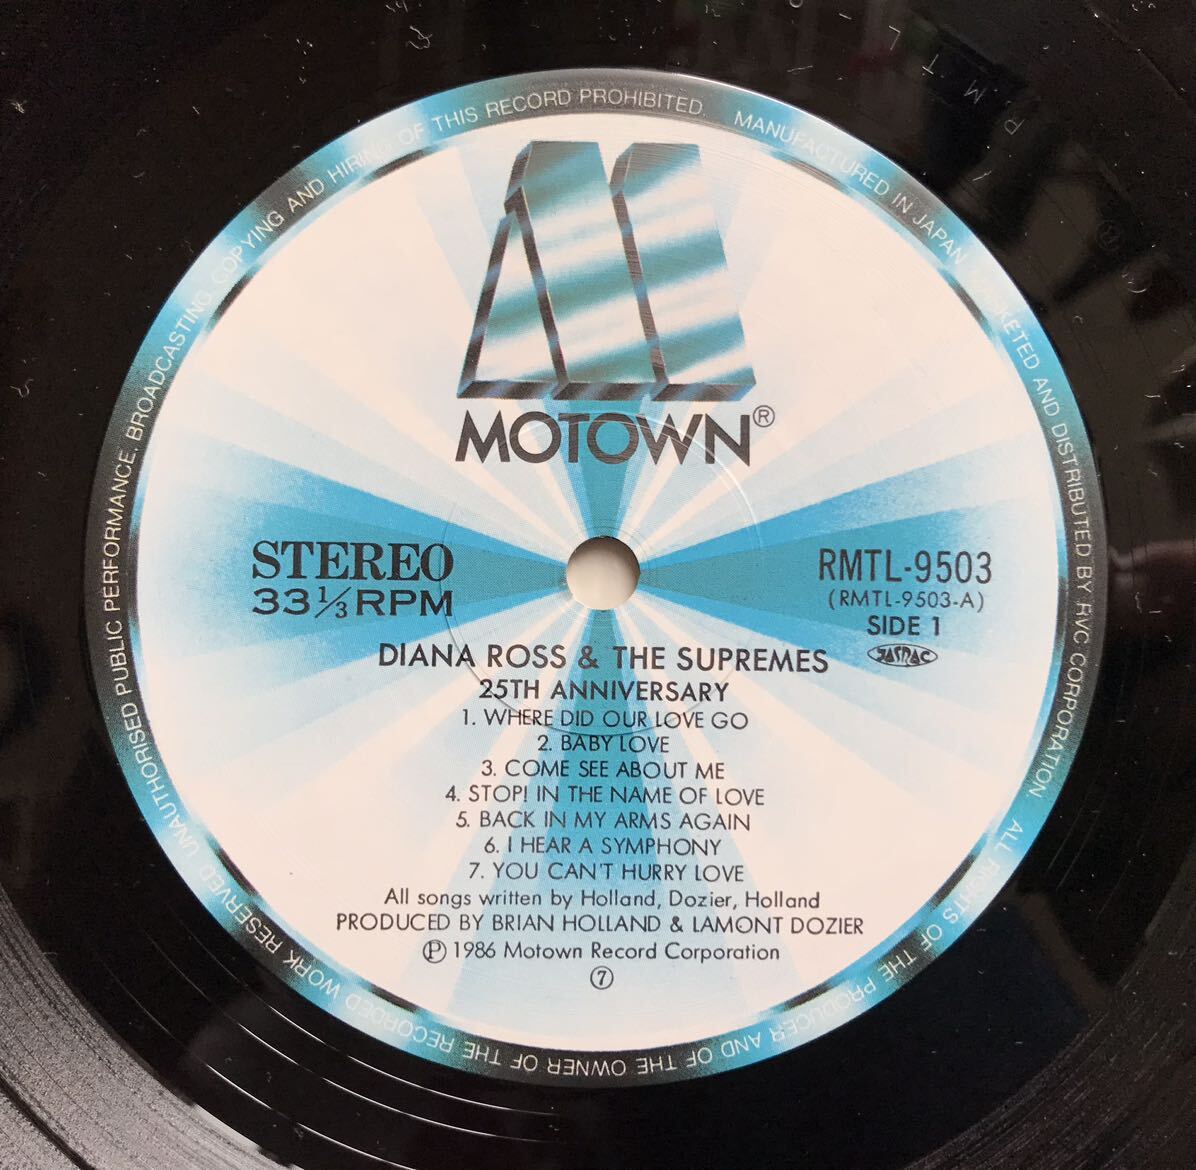 MOTOWN®
STEREO
33 1/3 RPM
RMTL-9503
(RMTL-9503-A)
SIDE 1
JASRAC
DIANA ROSS & THE SUPREMES
25TH ANNIVERSARY
1. WHERE DID OUR LOVE GO
2. BABY LOVE
3. COME SEE ABOUT ME
4. STOP! IN THE NAME OF LOVE
5. BACK IN MY ARMS AGAIN
6. I HEAR A SYMPHONY
7. YOU CAN'T HURRY LOVE
All songs written by Holland, Dozier, Holland
PRODUCED BY BRIAN HOLLAND & LAMONT DOZIER
Ⓟ 1986 Motown Record Corporation
⑦
MANUFACTURED IN JAPAN MARKETED AND DISTRIBUTED BY RVC CORPORATION ALL RIGHTS OF THE PRODUCER AND OF THE OWNER OF THE RECORDED WORK RESERVED UNAUTHORISED PUBLIC PERFORMANCE, BROADCASTING, COPYING AND HIRING OF THIS RECORD PROHIBITED.